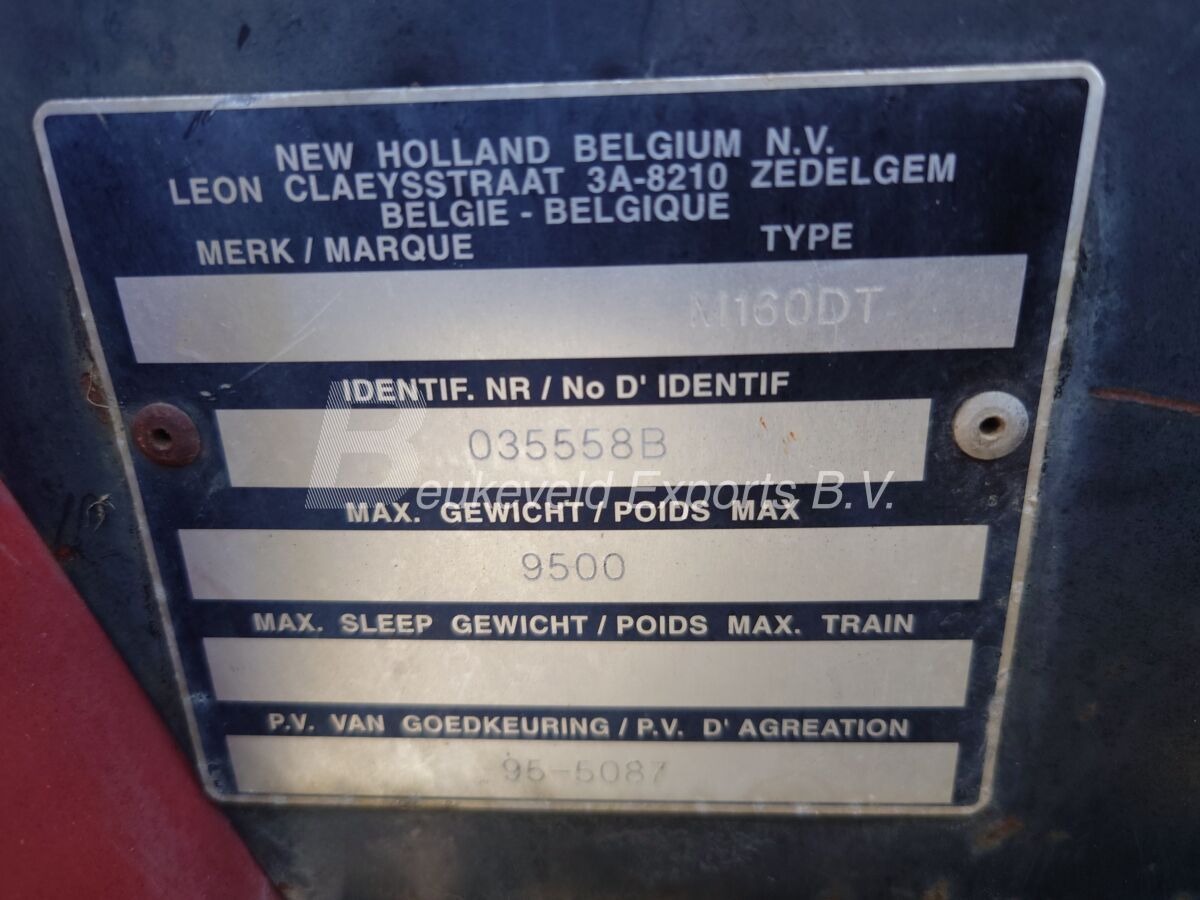 NEW HOLLAND BELGIUM N.V.
LEON CLAEYSSTRAAT 3A-8210 ZEDELGEM
BELGIE - BELGIQUE
MERK / MARQUE TYPE
M160DT
IDENTIF. NR / No D' IDENTIF
035558B
Beukeveld Exports B.V.
MAX. GEWICHT / POIDS MAX
9500
MAX. SLEEP GEWICHT / POIDS MAX. TRAIN
P.V. VAN GOEDKEURING / P.V. D' AGREATION
95-5087